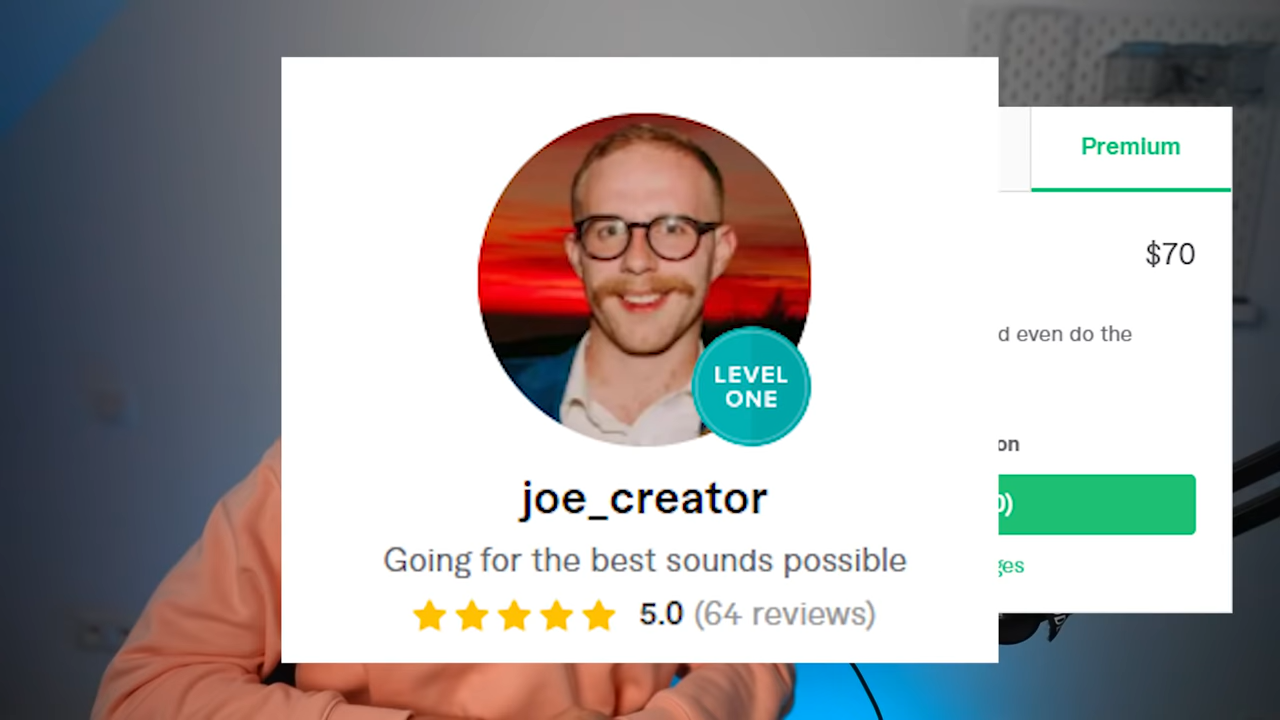 LEVEL
ONE
joe_creator
Going for the best sounds possible
5.0 (64 reviews)
Premium
$70
d even do the
on
0)
ges